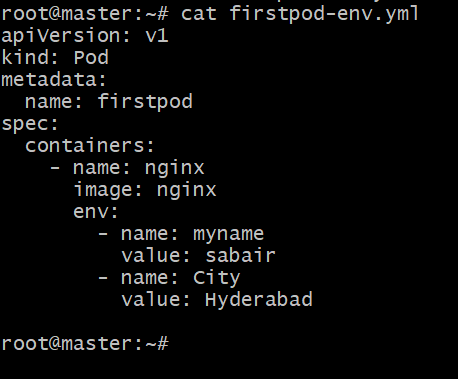 root@master:~# cat firstpod-env.yml
apiVersion: v1
kind: Pod
metadata:
  name: firstpod
spec:
  containers:
    - name: nginx
      image: nginx
      env:
        - name: myname
          value: sabair
        - name: City
          value: Hyderabad

root@master:~#